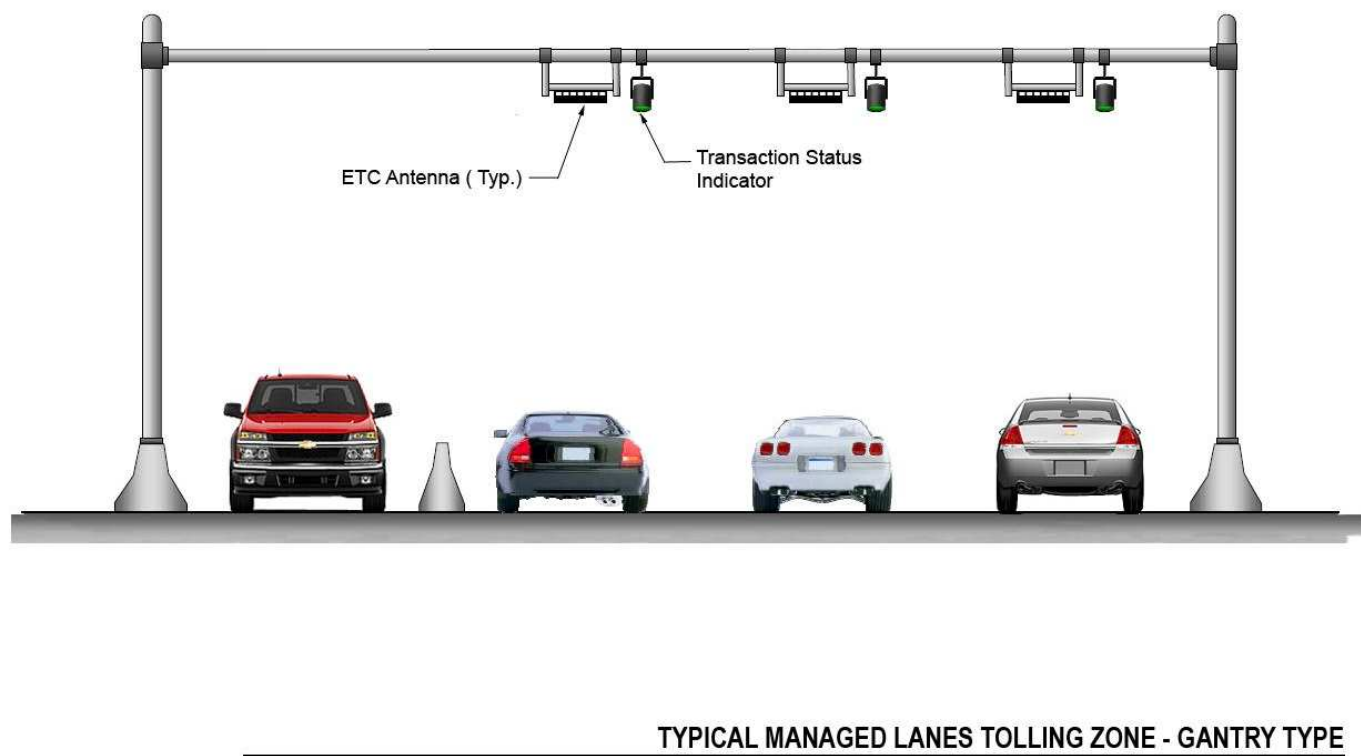 ETC Antenna ( Typ.)
Transaction Status
Indicator
TYPICAL MANAGED LANES TOLLING ZONE - GANTRY TYPE